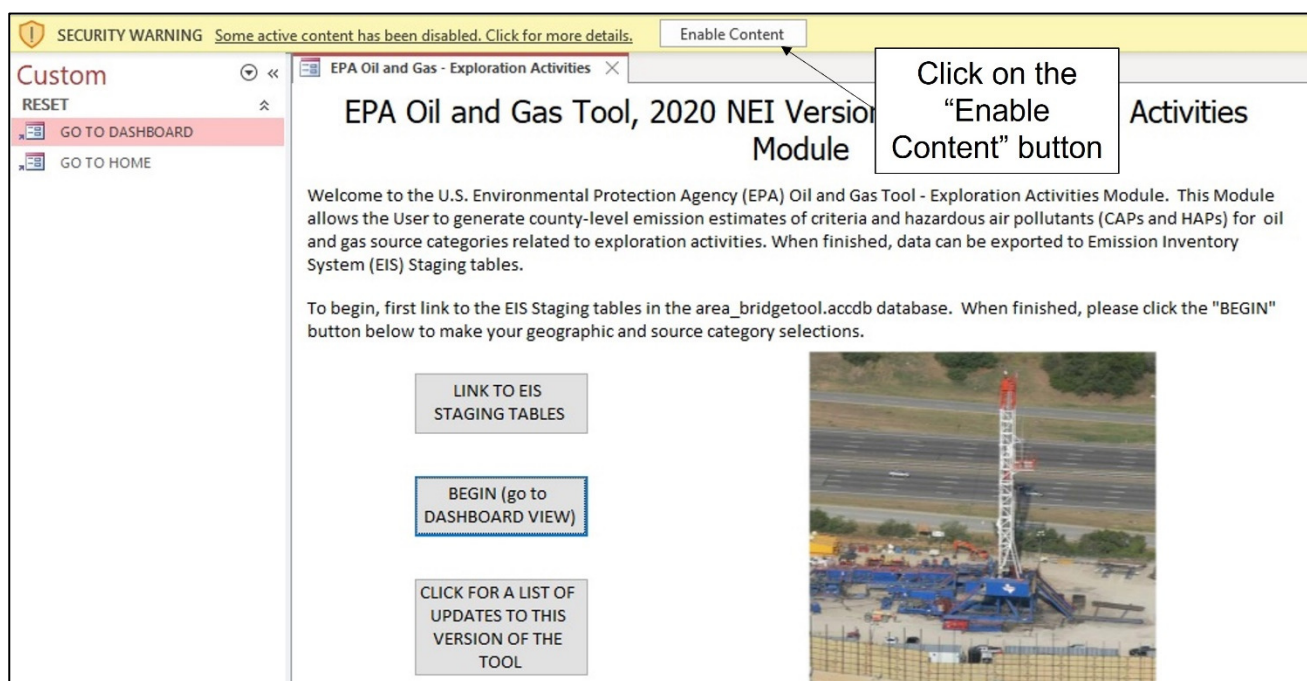 SECURITY WARNING Some active content has been disabled. Click for more details. Enable Content
Custom
RESET
GO TO DASHBOARD
GO TO HOME
EPA Oil and Gas - Exploration Activities
EPA Oil and Gas Tool, 2020 NEI Version Activities
Module
Click on the
“Enable
Content” button
Welcome to the U.S. Environmental Protection Agency (EPA) Oil and Gas Tool - Exploration Activities Module. This Module
allows the User to generate county-level emission estimates of criteria and hazardous air pollutants (CAPs and HAPs) for oil
and gas source categories related to exploration activities. When finished, data can be exported to Emission Inventory
System (EIS) Staging tables.
To begin, first link to the EIS Staging tables in the area_bridgetool.accdb database. When finished, please click the "BEGIN"
button below to make your geographic and source category selections.
LINK TO EIS
STAGING TABLES
BEGIN (go to
DASHBOARD VIEW)
CLICK FOR A LIST OF
UPDATES TO THIS
VERSION OF THE
TOOL